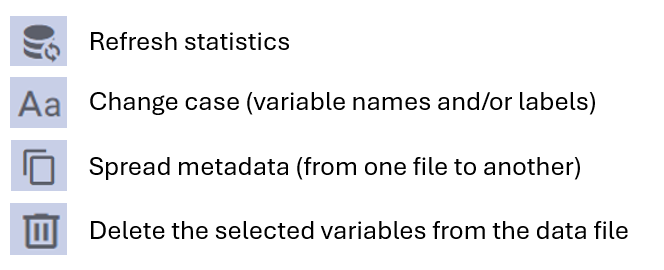 Refresh statistics
Aa Change case (variable names and/or labels)
Spread metadata (from one file to another)
Delete the selected variables from the data file